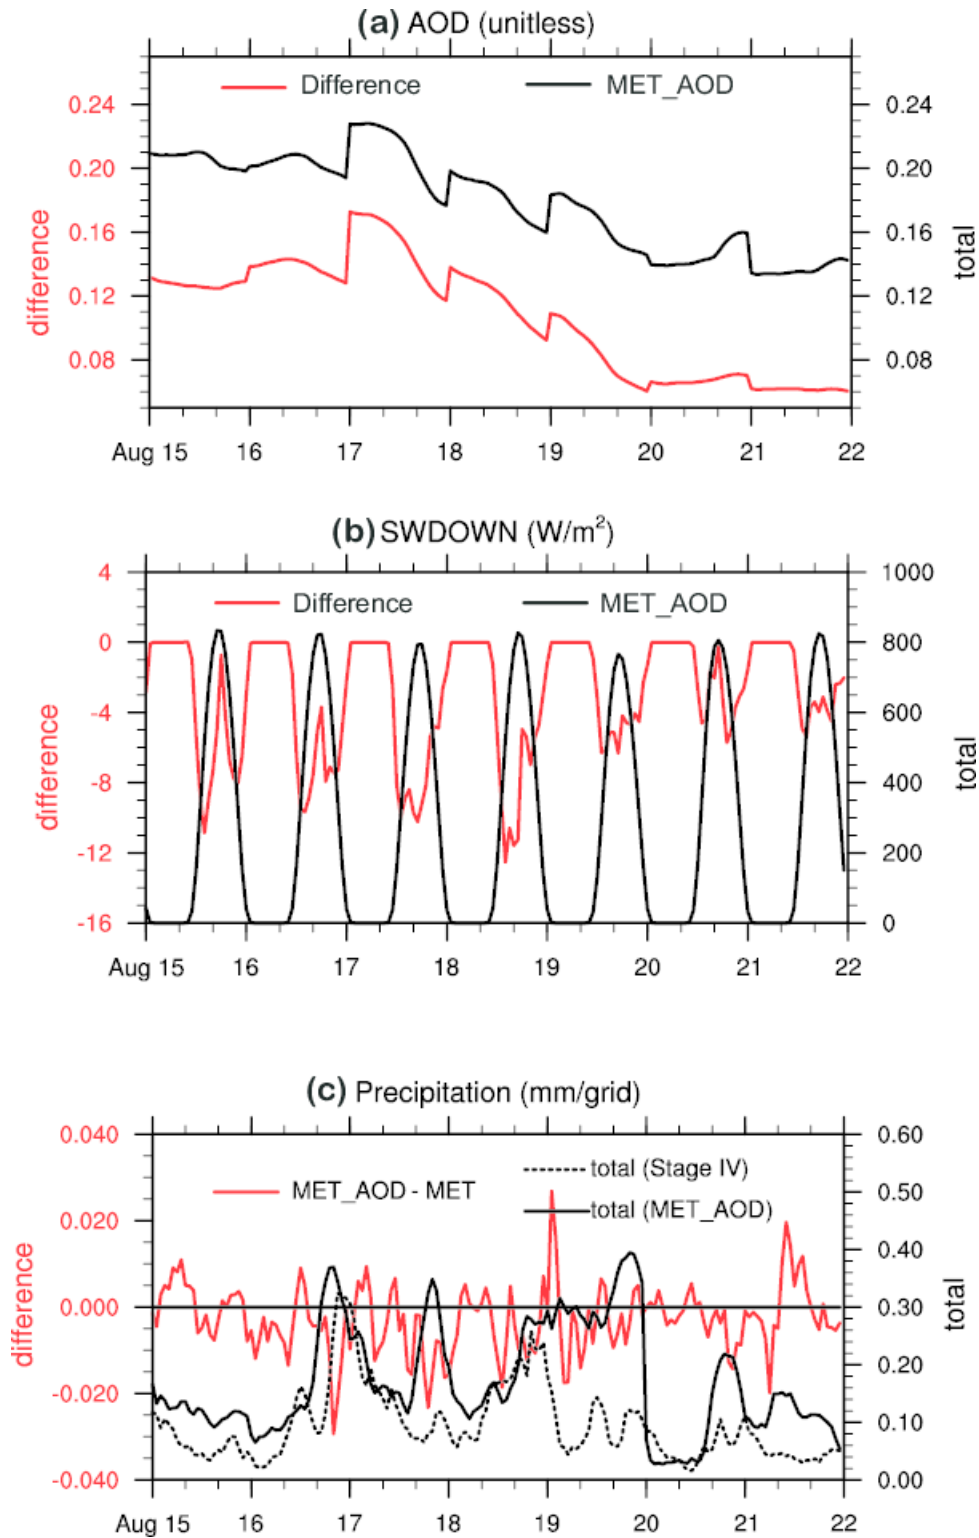 (a) AOD (unitless)
Difference MET_AOD
0.24 0.24
0.20 0.20
0.16 0.16
0.12 0.12
0.08 0.08
difference total
Aug 15 16 17 18 19 20 21 22
(b) SWDOWN (W/m²)
4 1000
Difference MET_AOD
0 800
-4 600
-8 400
-12 200
-16 0
difference total
Aug 15 16 17 18 19 20 21 22
(c) Precipitation (mm/grid)
0.040 0.60
total (Stage IV)
MET_AOD - MET
0.50
total (MET_AOD)
0.020 0.40
0.000 0.30
0.20
-0.020 0.10
-0.040 0.00
difference total
Aug 15 16 17 18 19 20 21 22